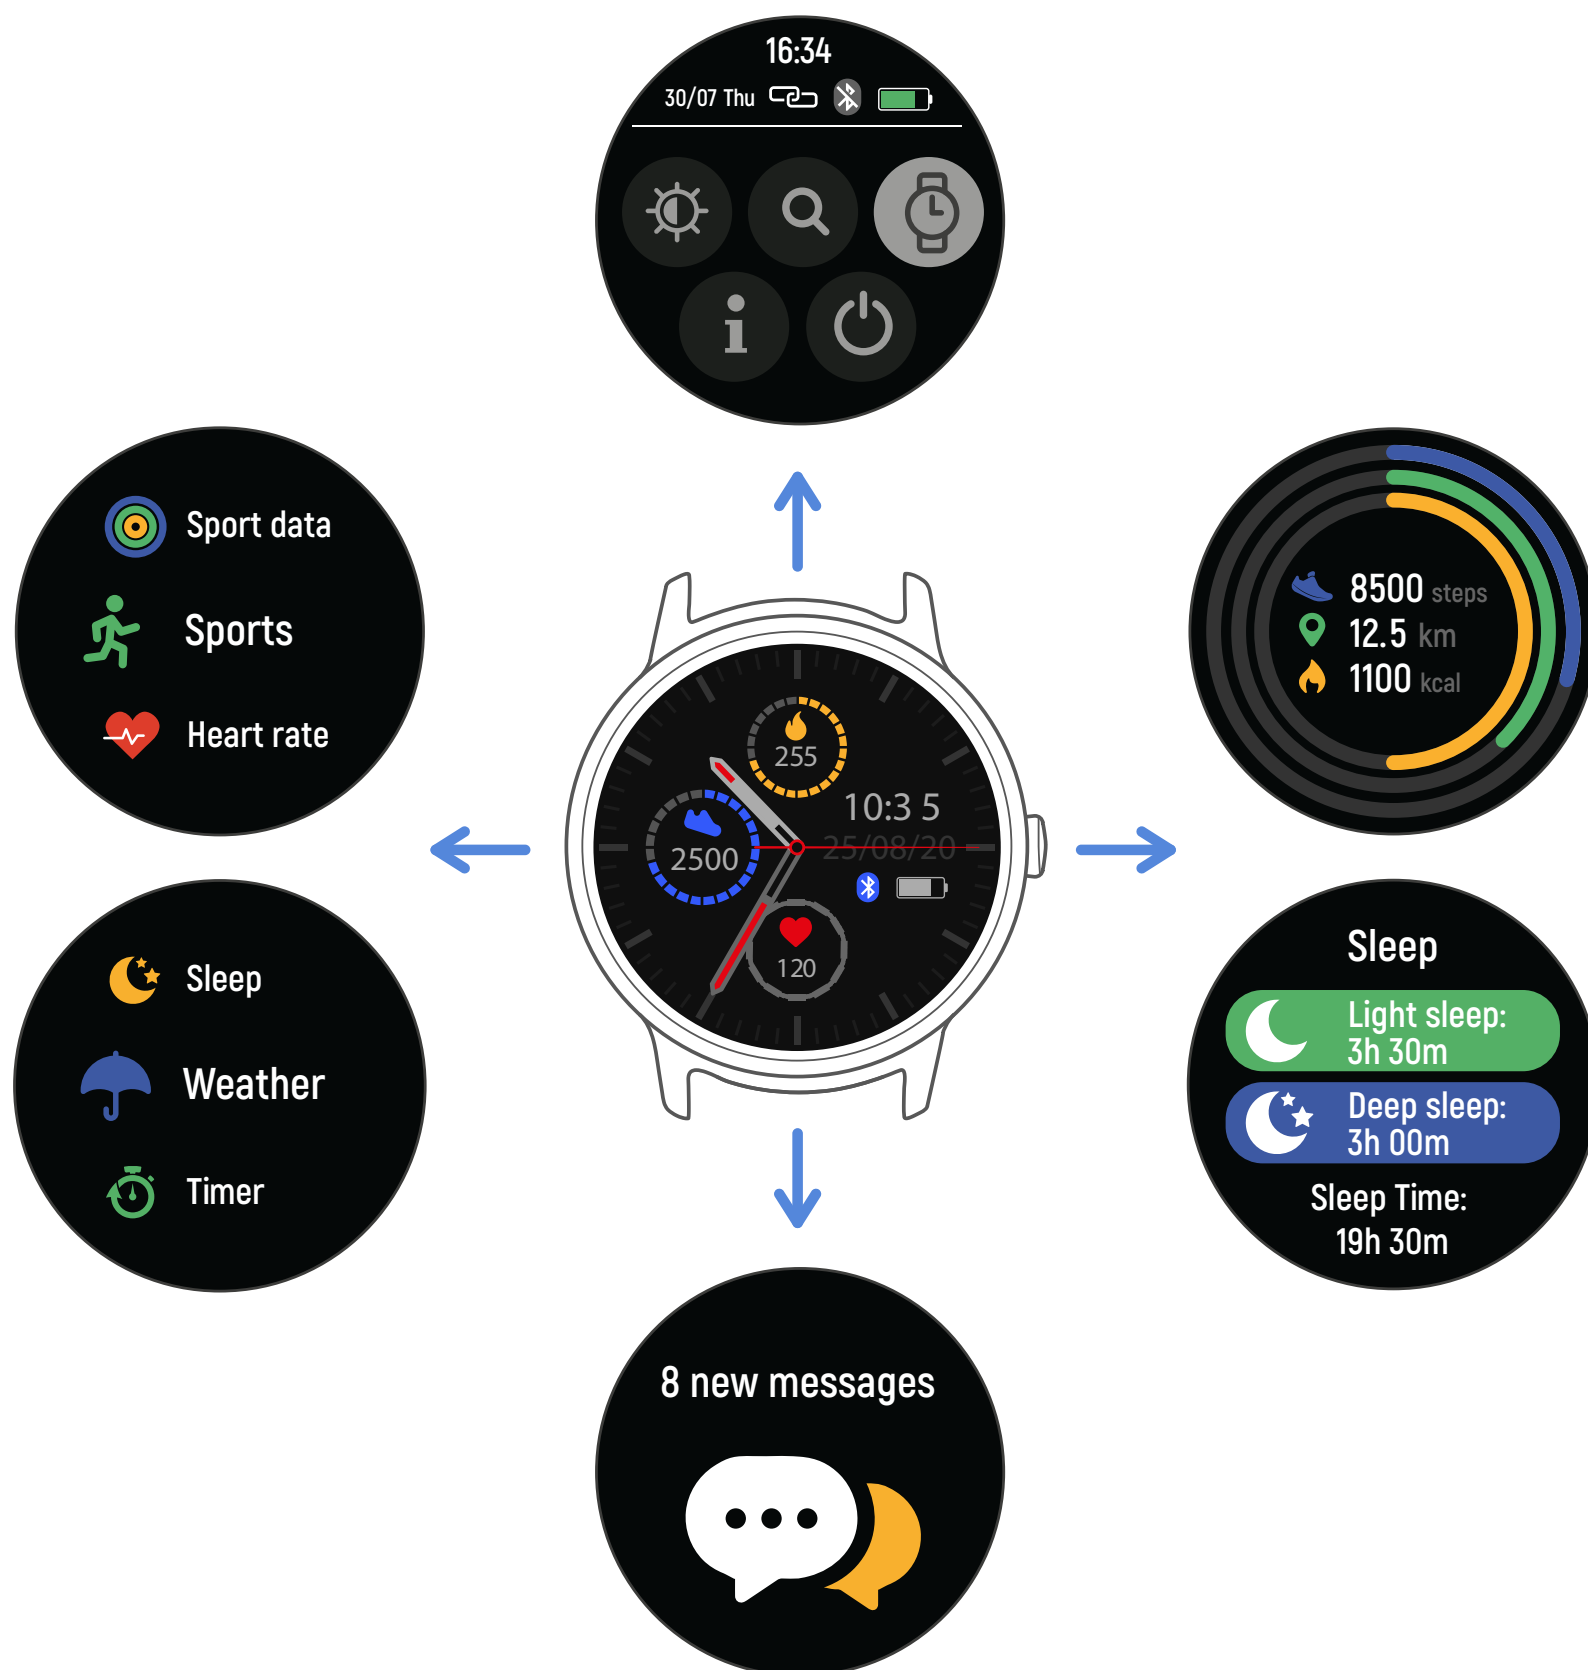 16:34
30/07 Thu
Sport data
Sports
Heart rate
8500 steps
12.5 km
1100 kcal
255
10:3 5
2500
25/08/20
120
Sleep
Weather
Timer
Sleep
Light sleep:
3h 30m
Deep sleep:
3h 00m
Sleep Time:
19h 30m
8 new messages